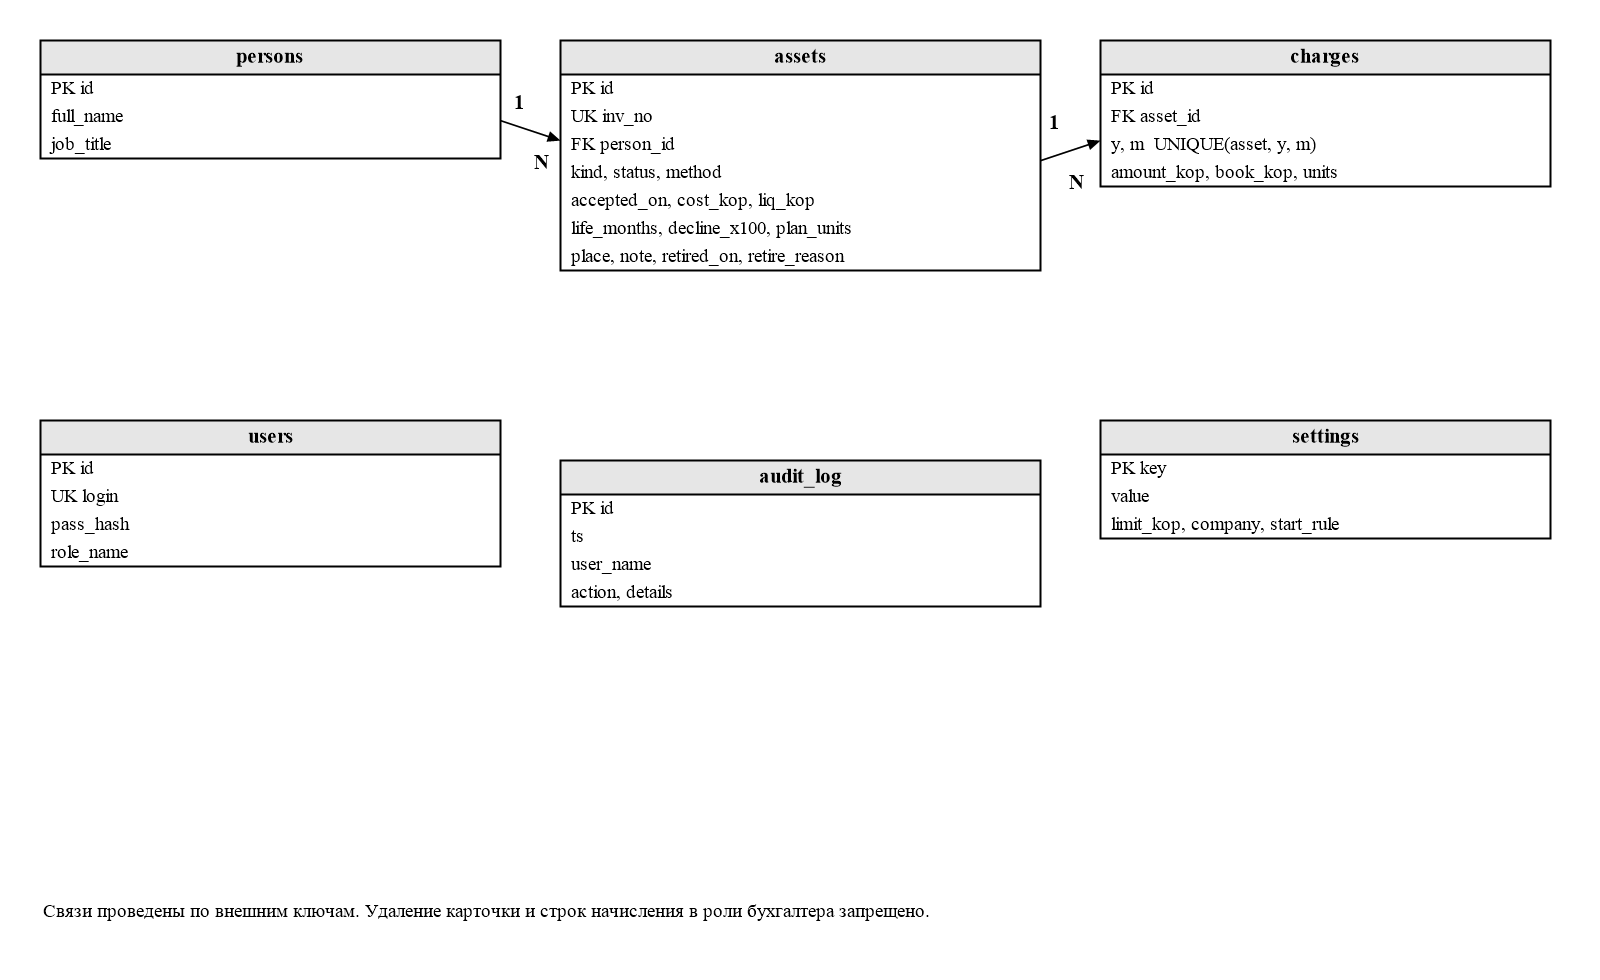 persons
PK id
full_name
job_title
1
N
assets
PK id
UK inv_no
FK person_id
kind, status, method
accepted_on, cost_kop, liq_kop
life_months, decline_x100, plan_units
place, note, retired_on, retire_reason
1
N
charges
PK id
FK asset_id
y, m  UNIQUE(asset, y, m)
amount_kop, book_kop, units
users
PK id
UK login
pass_hash
role_name
audit_log
PK id
ts
user_name
action, details
settings
PK key
value
limit_kop, company, start_rule
Связи проведены по внешним ключам. Удаление карточки и строк начисления в роли бухгалтера запрещено.